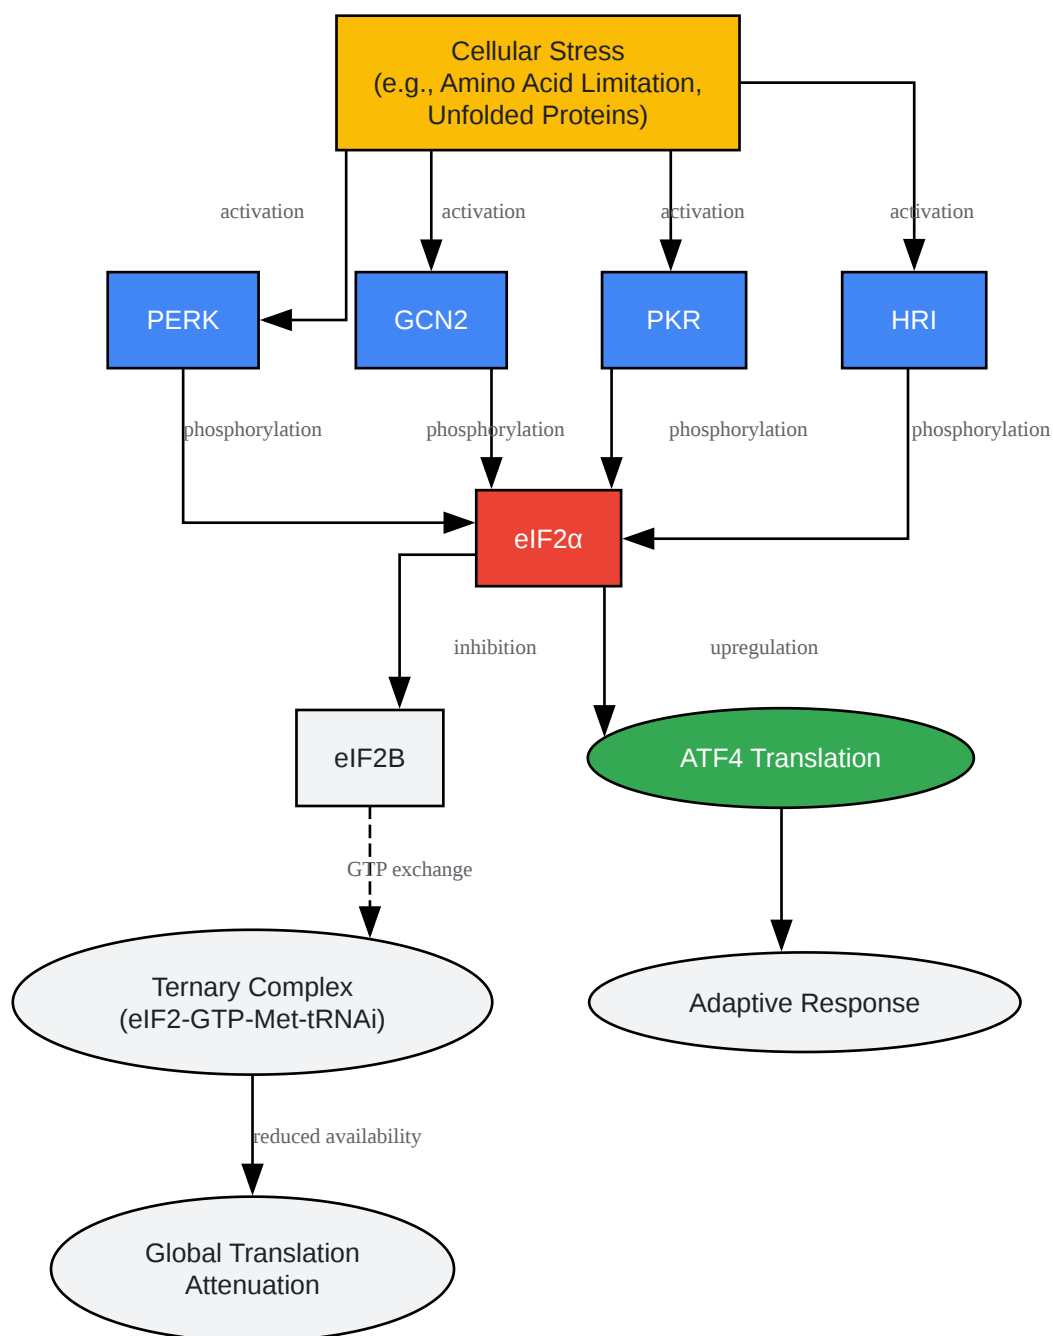 Cellular Stress
(e.g., Amino Acid Limitation,
Unfolded Proteins)
activation
activation
activation
activation
PERK
GCN2
PKR
HRI
phosphorylation
phosphorylation
phosphorylation
phosphorylation
eIF2α
inhibition
upregulation
eIF2B
ATF4 Translation
GTP exchange
Ternary Complex
(eIF2-GTP-Met-tRNAi)
Adaptive Response
reduced availability
Global Translation
Attenuation